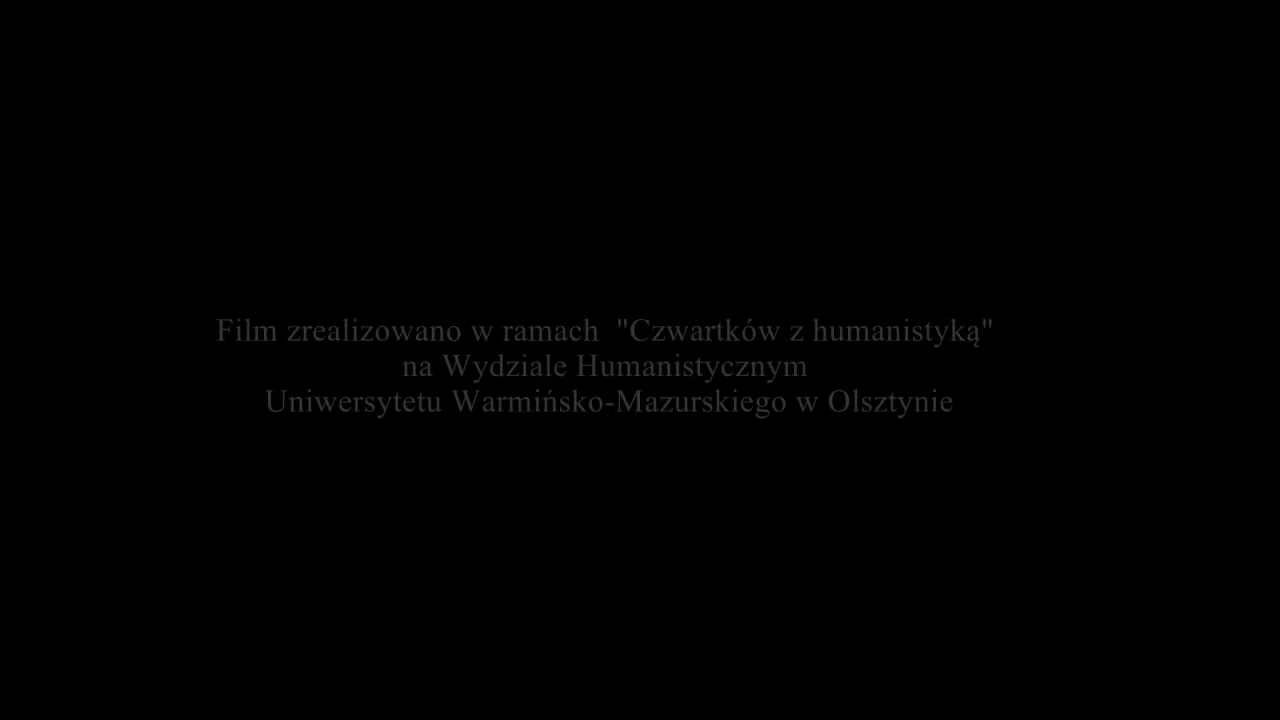 Film zrealizowano w ramach  "Czwartków z humanistyką"
na Wydziale Humanistycznym
Uniwersytetu Warmińsko-Mazurskiego w Olsztynie